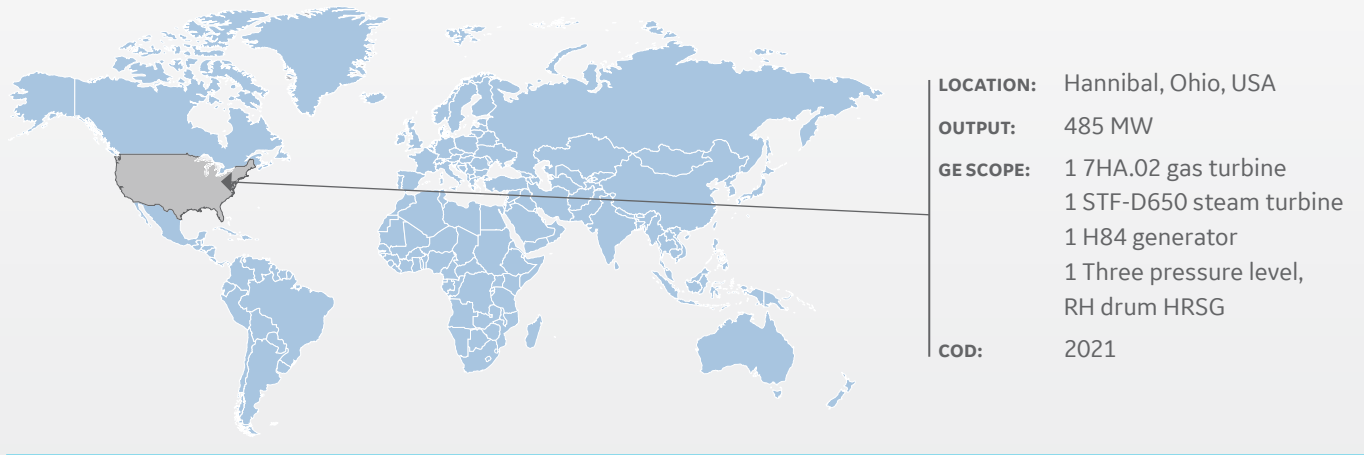 LOCATION: Hannibal, Ohio, USA
OUTPUT: 485 MW
GE SCOPE: 1 7HA.02 gas turbine
1 STF-D650 steam turbine
1 H84 generator
1 Three pressure level,
RH drum HRSG
COD: 2021